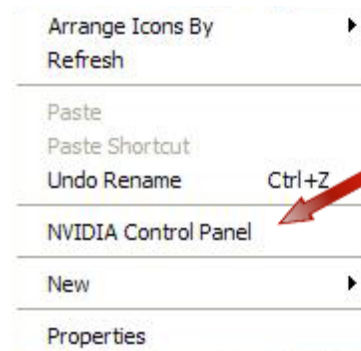 Arrange Icons By
Refresh
Paste
Paste Shortcut
Undo Rename Ctrl+Z
NVIDIA Control Panel
New
Properties